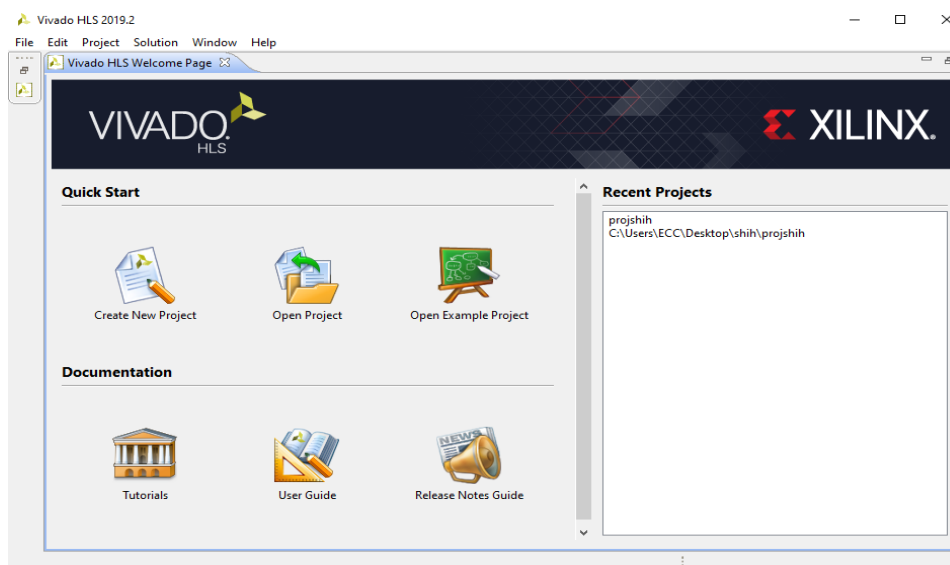 Vivado HLS 2019.2
File Edit Project Solution Window Help
Vivado HLS Welcome Page
VIVADO.
HLS
XILINX.
Quick Start
Recent Projects
projshih
C:\Users\ECC\Desktop\shih\projshih
Create New Project
Open Project
Open Example Project
Documentation
NEWS
Tutorials
User Guide
Release Notes Guide